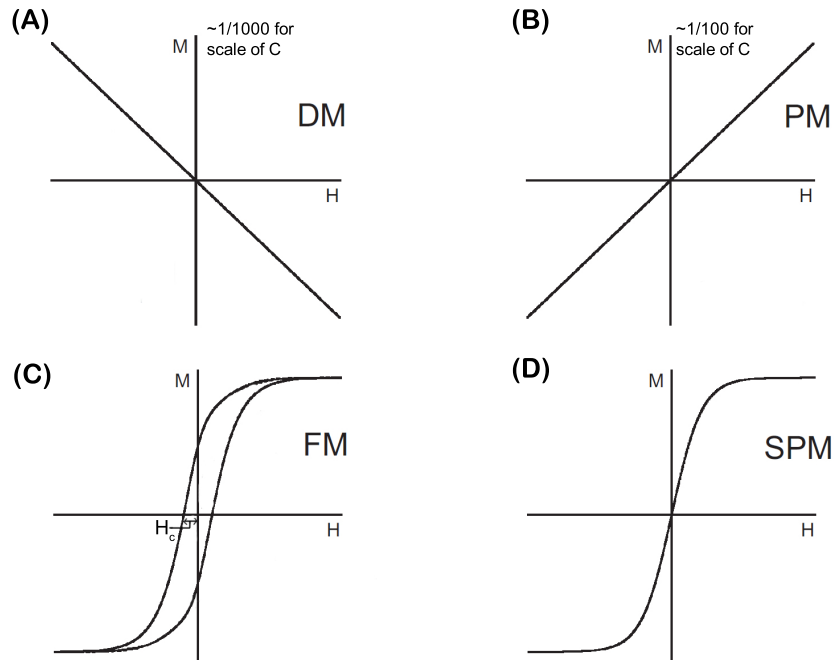 (A)
~1/1000 for
scale of C
M
DM
H
(B)
~1/100 for
scale of C
M
PM
H
(C)
M
FM
Hc
H
(D)
M
SPM
H